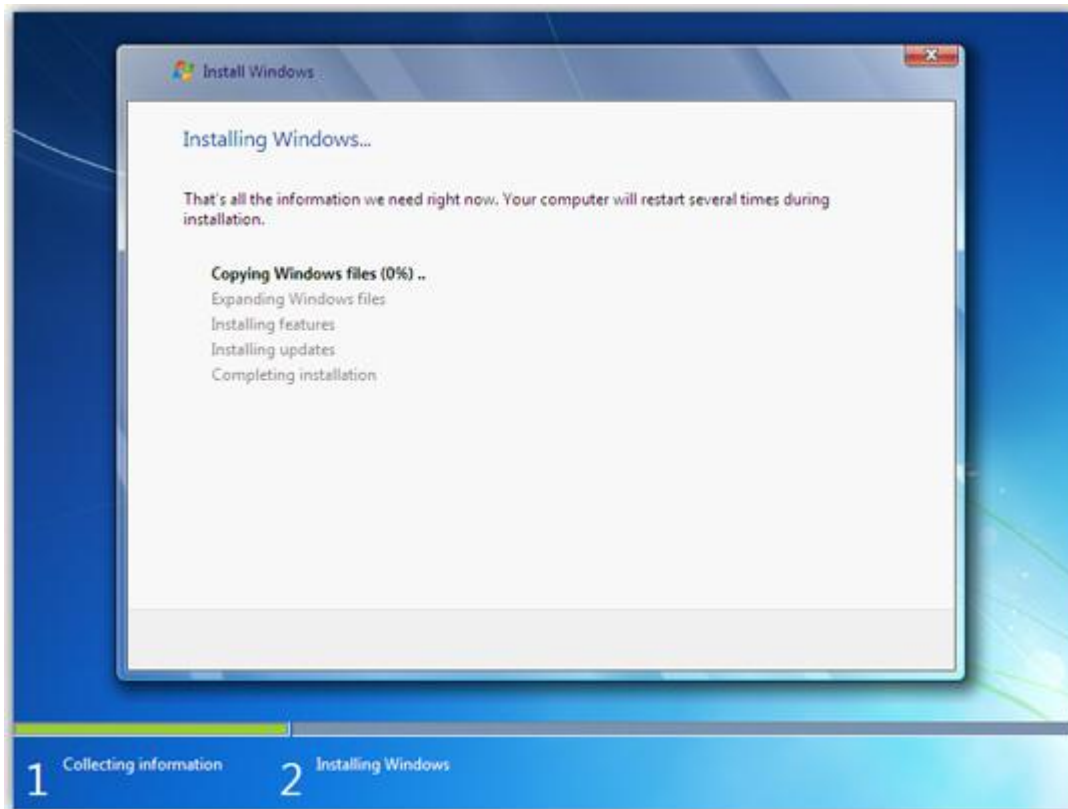 Install Windows
Installing Windows...
That's all the information we need right now. Your computer will restart several times during
installation.
Copying Windows files (0%) ..
Expanding Windows files
Installing features
Installing updates
Completing installation
1 Collecting information
2 Installing Windows